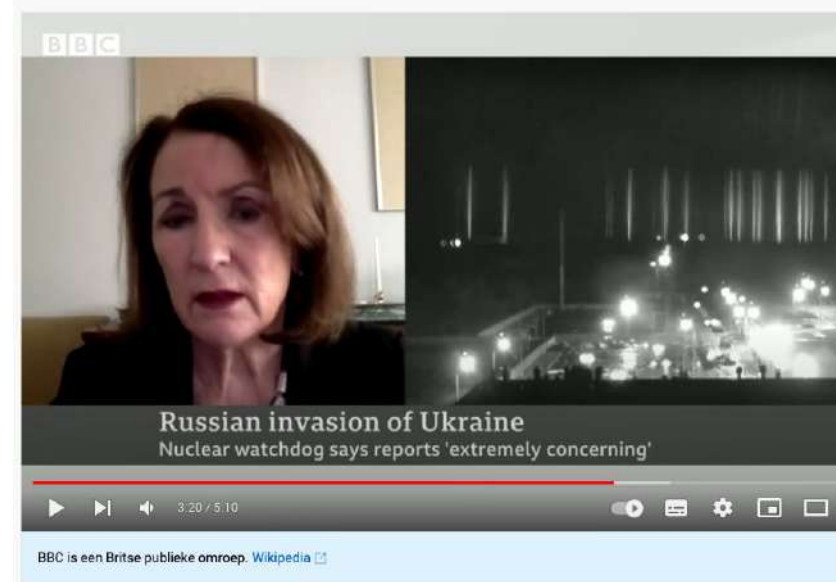 BBC
Russian invasion of Ukraine
Nuclear watchdog says reports 'extremely concerning'
3:20 / 5:10
BBC is een Britse publieke omroep. Wikipedia